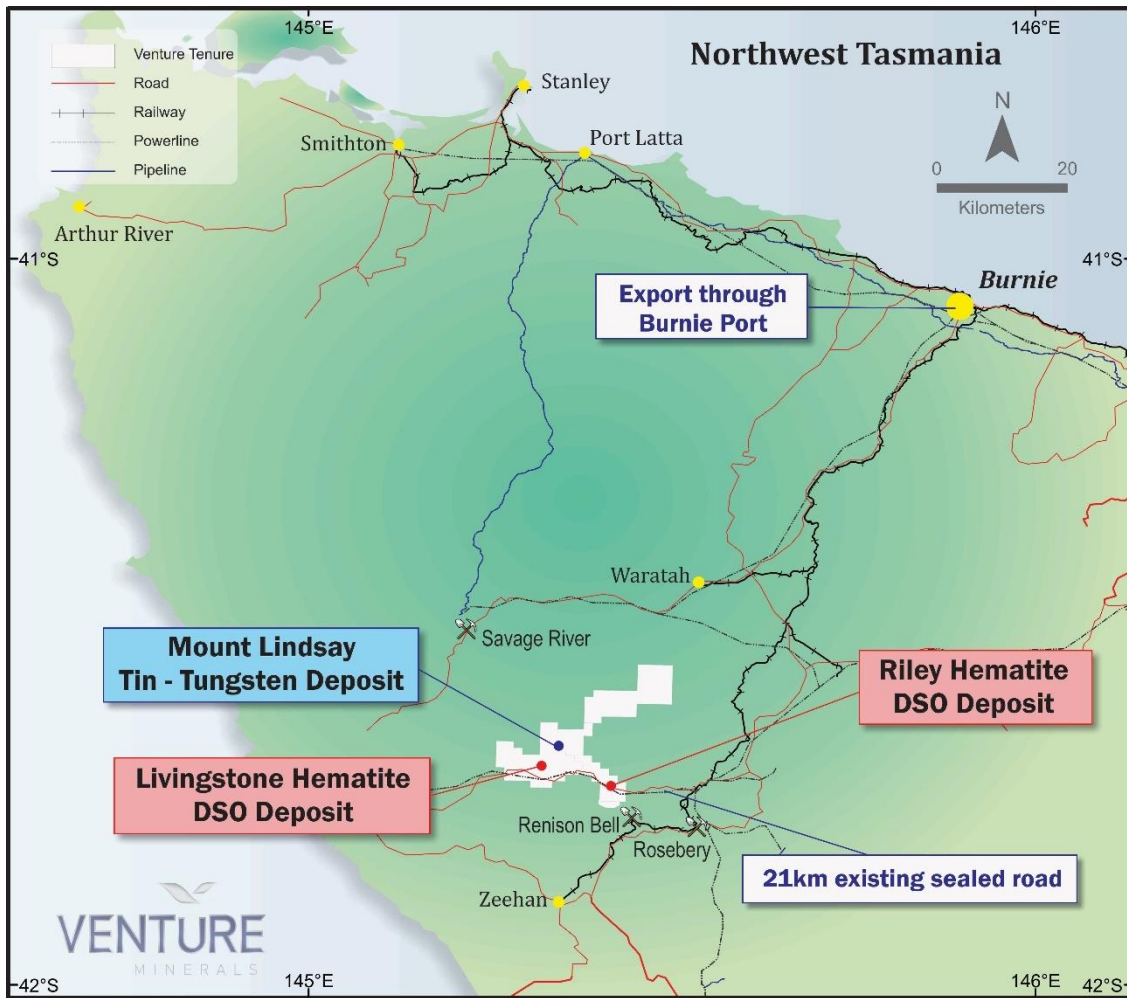 145°E
146°E
Northwest Tasmania
Venture Tenure
Road
Railway
Powerline
Pipeline
N
0 20
Kilometers
Stanley
Smithton
Port Latta
Arthur River
41°S
41°S
Burnie
Export through
Burnie Port
Waratah
Savage River
Mount Lindsay
Tin - Tungsten Deposit
Riley Hematite
DSO Deposit
Livingstone Hematite
DSO Deposit
Renison Bell
Rosebery
21km existing sealed road
Zeehan
VENTURE
MINERALS
42°S
145°E
146°E
42°S